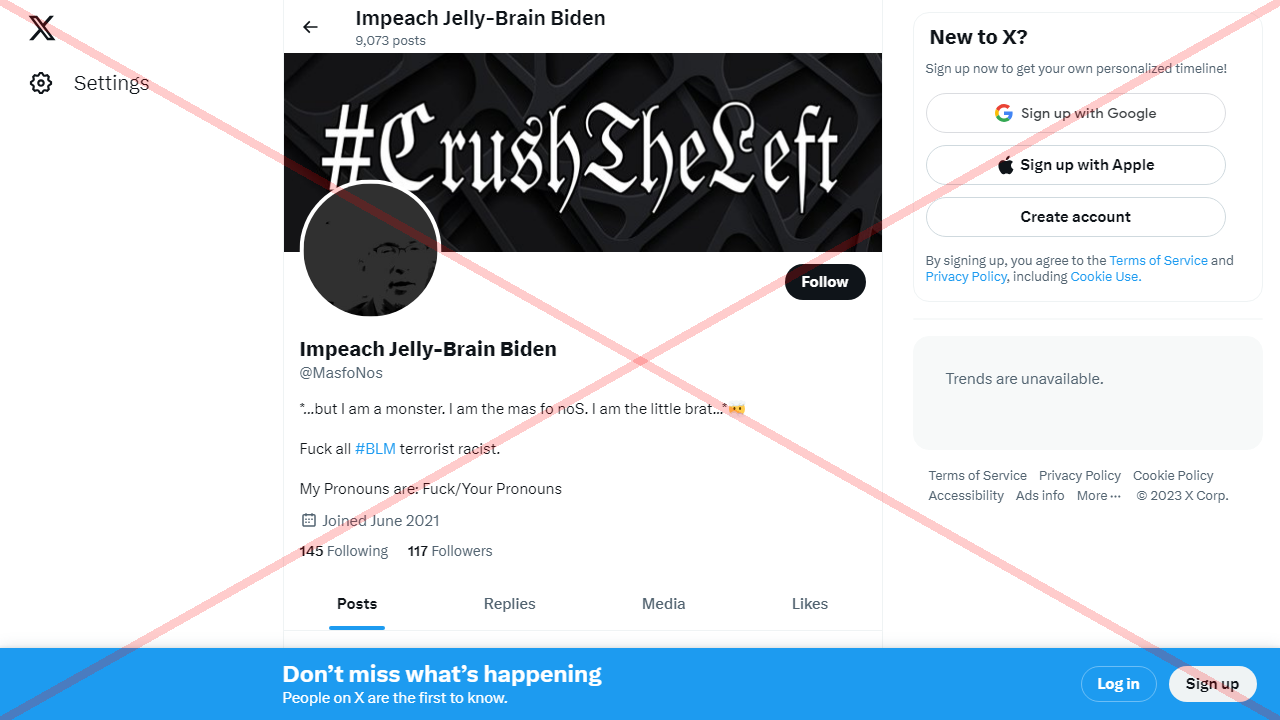 Impeach Jelly-Brain Biden
9,073 posts
Settings
#CrushTheLeft
Follow
Impeach Jelly-Brain Biden
@MasfoNos
*...but I am a monster. I am the mas fo noS. I am the little brat...*
Fuck all #BLM terrorist racist.
My Pronouns are: Fuck/Your Pronouns
Joined June 2021
145 Following 117 Followers
Posts Replies Media Likes
New to X?
Sign up now to get your own personalized timeline!
Sign up with Google
Sign up with Apple
Create account
By signing up, you agree to the Terms of Service and
Privacy Policy, including Cookie Use.
Trends are unavailable.
Terms of Service Privacy Policy Cookie Policy
Accessibility Ads info More ··· © 2023 X Corp.
Don’t miss what’s happening
People on X are the first to know.
Log in Sign up